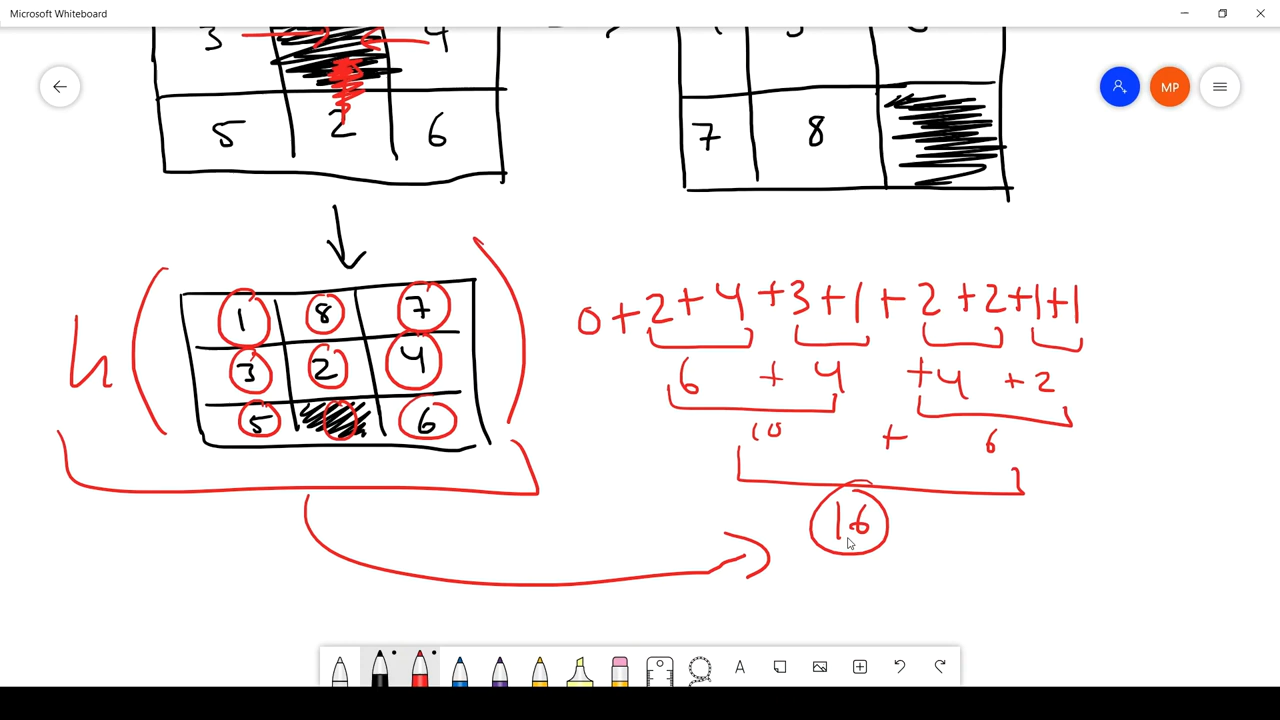 Microsoft Whiteboard
MP
3 4
5 2 6
7 8
h ( 1 8 7
3 2 4
5 6 )
0+2+4+3+1+2+2+1+1
6 + 4 +4 +2
10 + 6
16
A